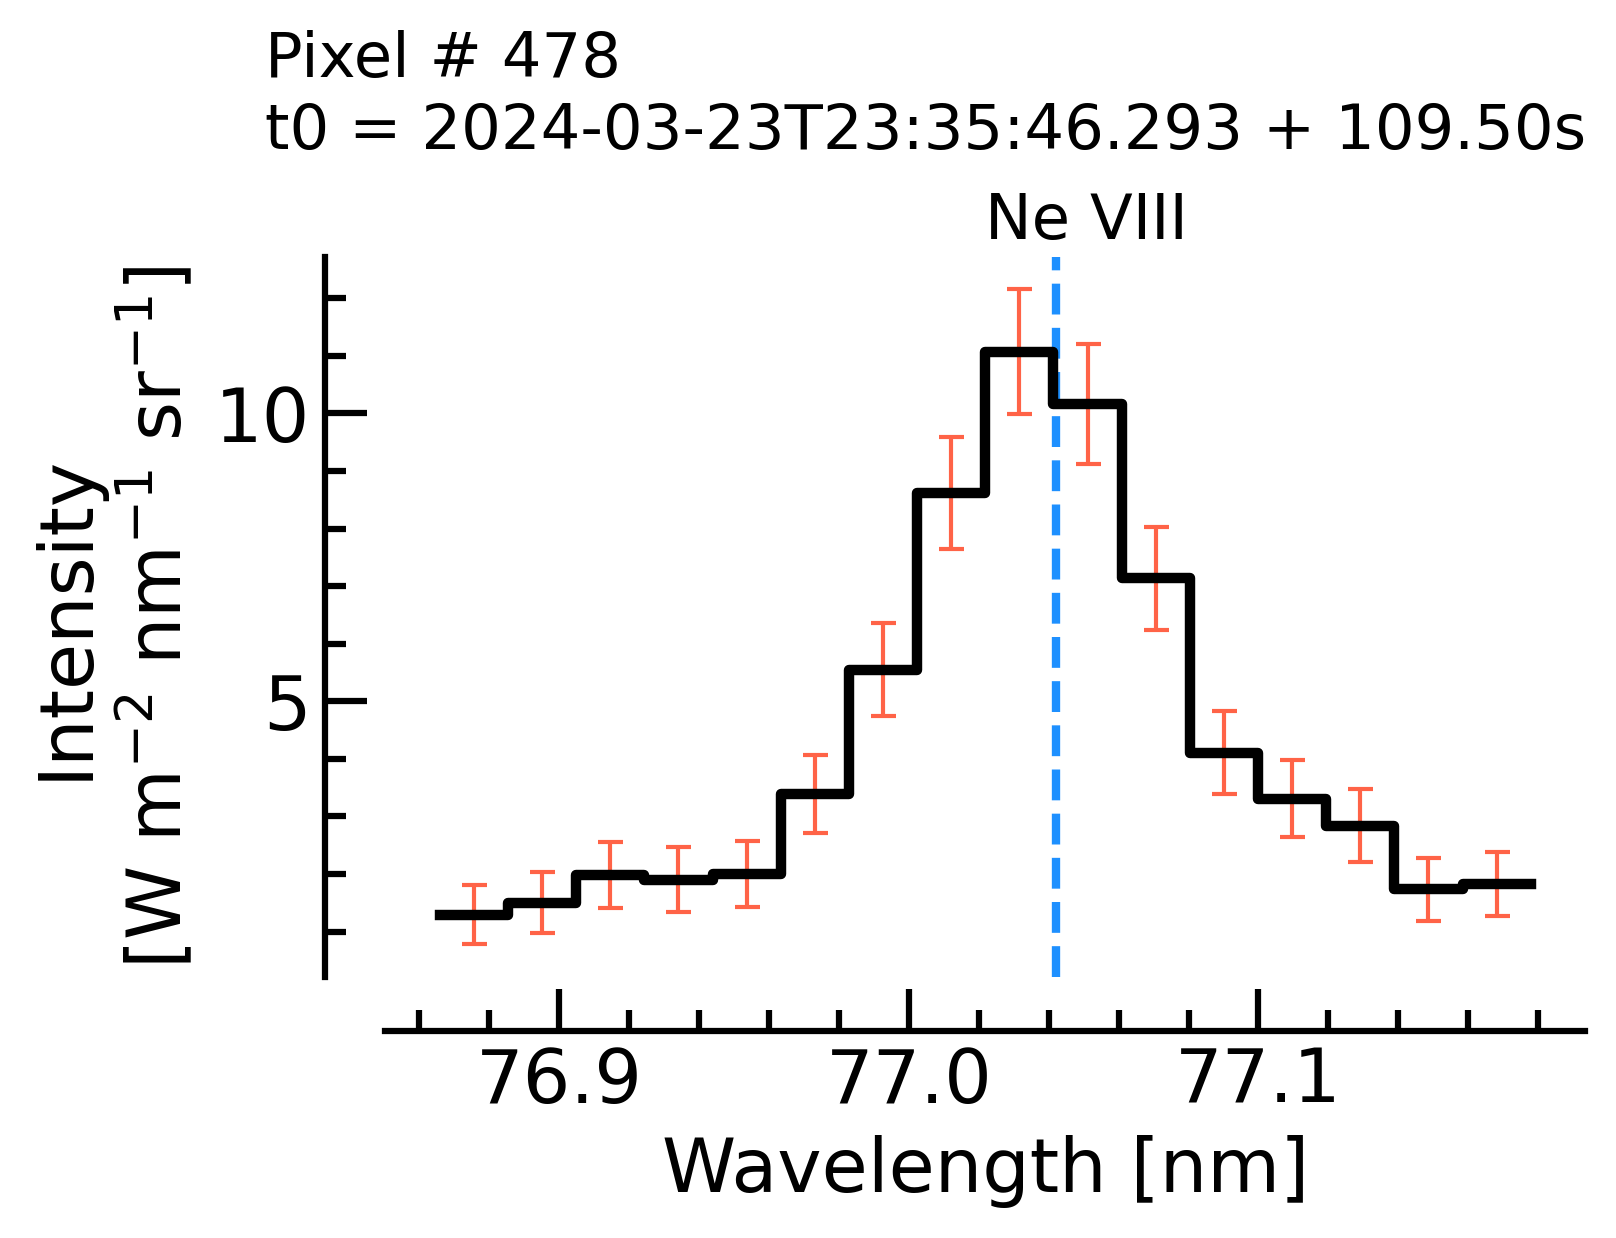 Pixel # 478
t0 = 2024-03-23T23:35:46.293 + 109.50s
Ne VIII
Intensity
[W m⁻² nm⁻¹ sr⁻¹]
10
5
76.9 77.0 77.1
Wavelength [nm]